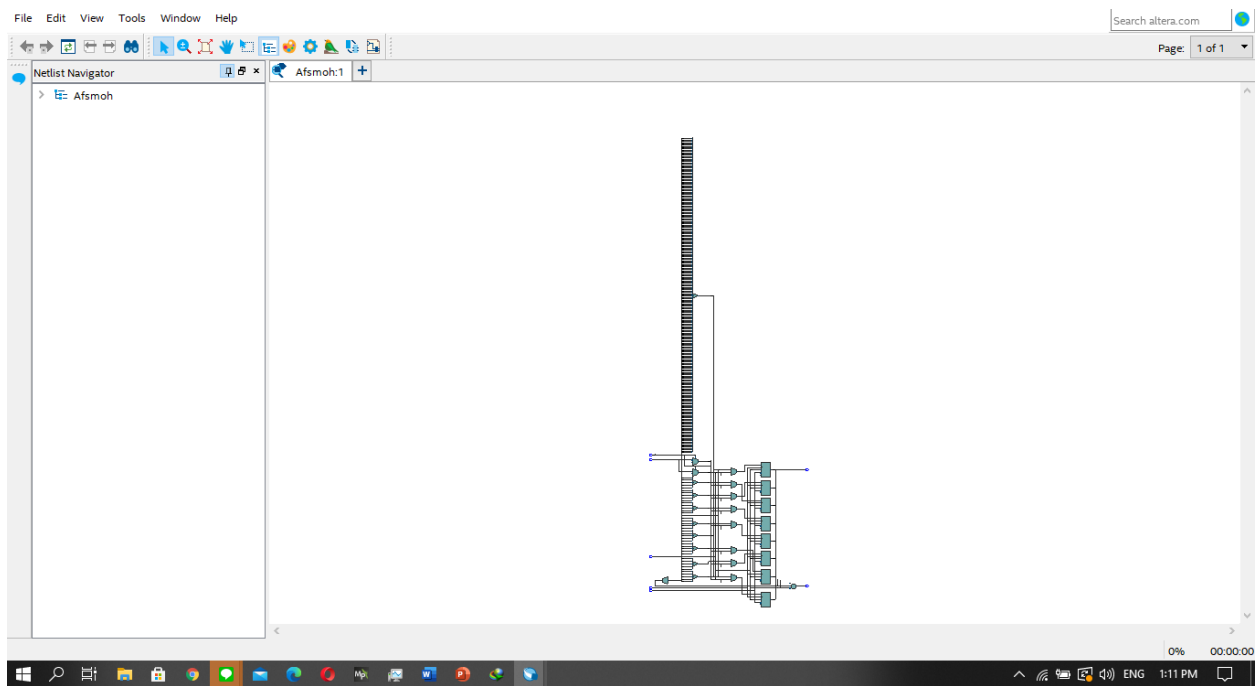 File Edit View Tools Window Help
Search altera.com
Page: 1 of 1
Netlist Navigator
Afsmoh:1
Afsmoh
0% 00:00:00
ENG 1:11 PM